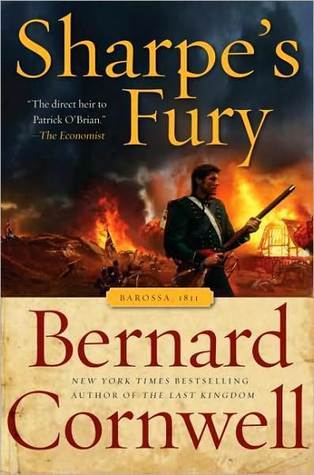 Sharpe's
Fury
"The direct heir to
Patrick O'Brian."
—The Economist
BAROSSA, 1811
Bernard
NEW YORK TIMES BESTSELLING
AUTHOR OF THE LAST KINGDOM
Cornwell